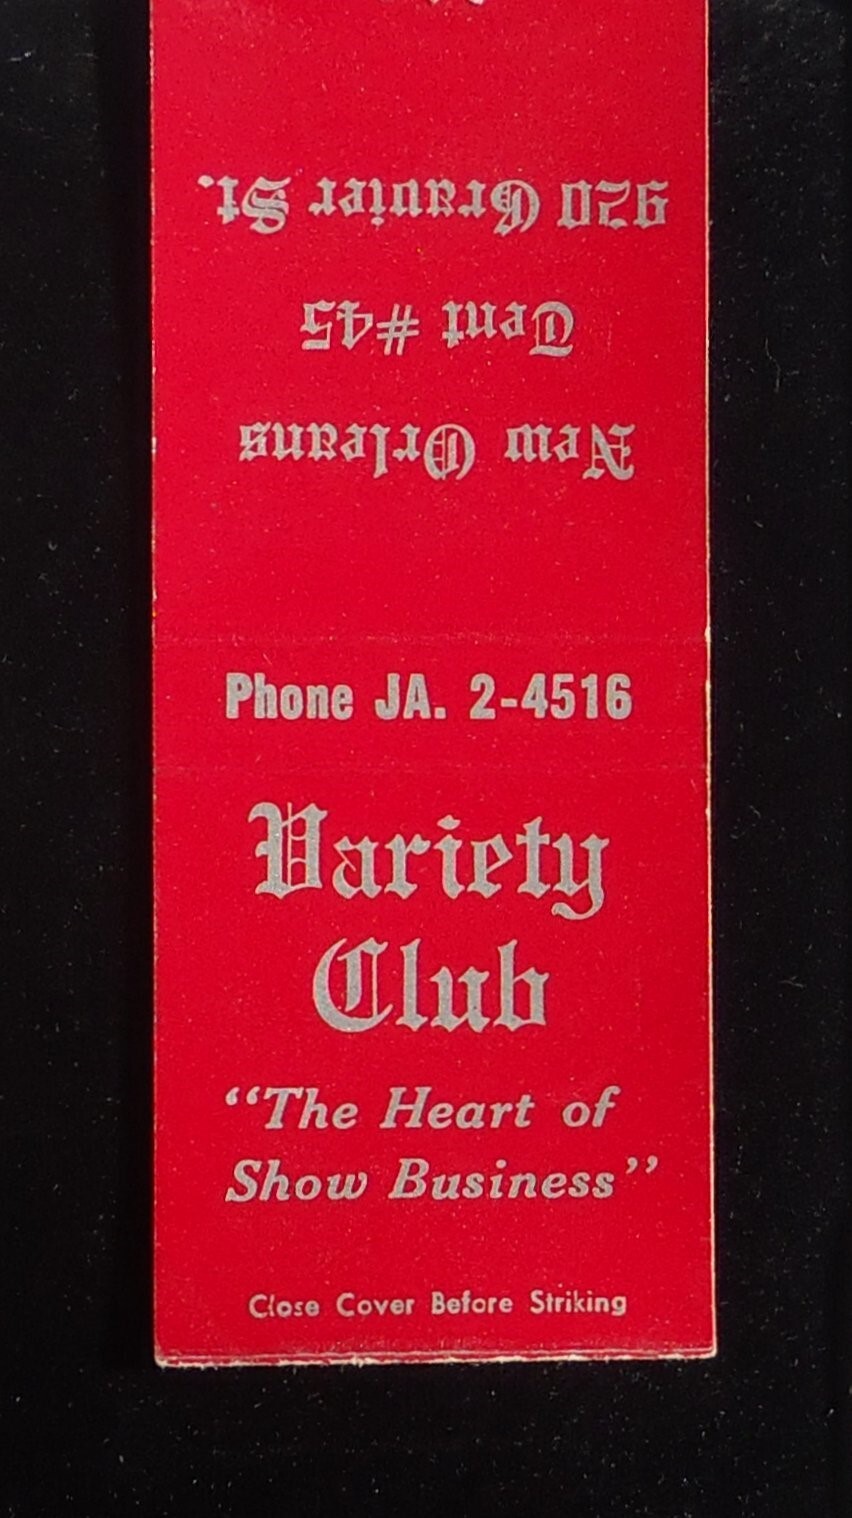 920 Gravier St.
Tent #45
New Orleans
Phone JA. 2-4516
Variety
Club
"The Heart of
Show Business"
Close Cover Before Striking